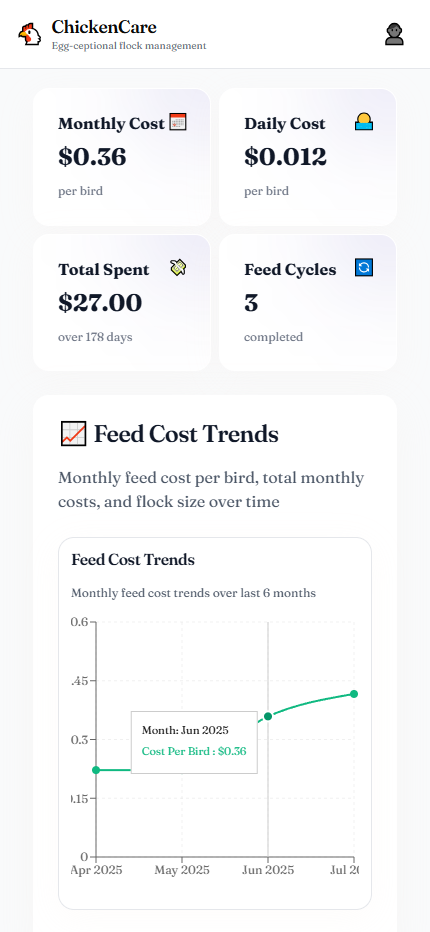 ChickenCare
Egg-ceptional flock management
Monthly Cost
$0.36
per bird
Daily Cost
$0.012
per bird
Total Spent
$27.00
over 178 days
Feed Cycles
3
completed
Feed Cost Trends
Monthly feed cost per bird, total monthly
costs, and flock size over time
Feed Cost Trends
Monthly feed cost trends over last 6 months
0.6
.45
0.3
0.15
0
Month: Jun 2025
Cost Per Bird : $0.36
Apr 2025 May 2025 Jun 2025 Jul 20